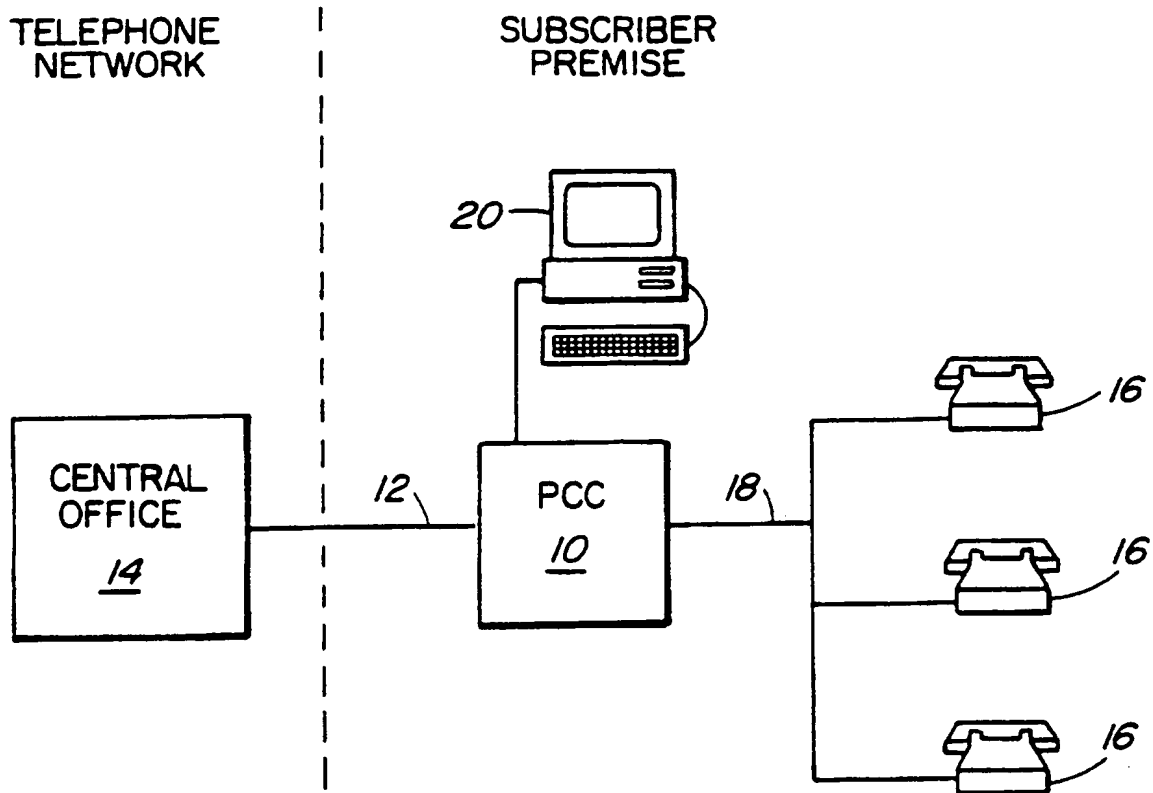 TELEPHONE
NETWORK
SUBSCRIBER
PREMISE
20
16
CENTRAL
OFFICE
14
12
PCC
10
18
16
16